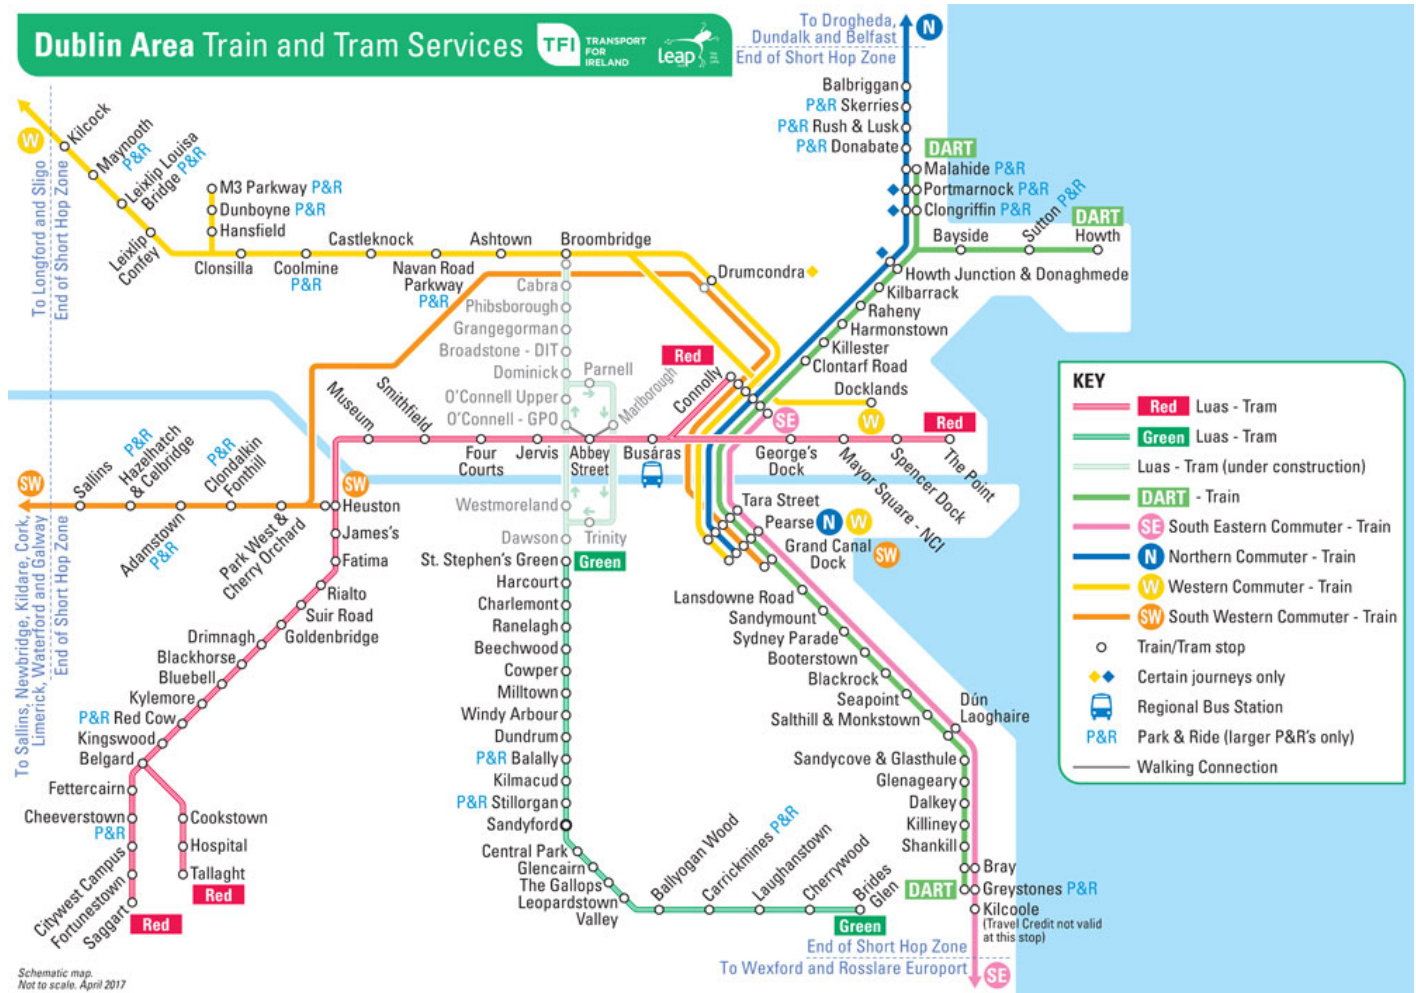 Dublin Area Train and Tram Services
TFI
TRANSPORT
FOR
IRELAND
leap
To Drogheda,
Dundalk and Belfast
End of Short Hop Zone
N
Balbriggan
P&R Skerries
P&R Rush & Lusk
P&R Donabate
DART
Malahide P&R
Portmarnock P&R
Clongriffin P&R
Bayside
Sutton P&R
DART
Howth
Howth Junction & Donaghmede
Kilbarrack
Raheny
Harmonstown
Killester
Clontarf Road
W
To Longford and Sligo
End of Short Hop Zone
Kilcock
Maynooth
P&R
Leixlip Louisa
Bridge P&R
Leixlip
Confey
M3 Parkway P&R
Dunboyne P&R
Hansfield
Clonsilla
Coolmine
P&R
Castleknock
Navan Road
Parkway
P&R
Ashtown
Broombridge
Drumcondra
Cabra
Phibsborough
Grangegorman
Broadstone - DIT
Dominick
Parnell
O'Connell Upper
O'Connell - GPO
Marlborough
Red
Connolly
Docklands
W
SE
Red
Museum
Smithfield
Four
Courts
Jervis
Abbey
Street
Busáras
George's
Dock
Mayor Square - NCI
Spencer Dock
The Point
SW
Sallins
Hazelhatch
& Celbridge
P&R
Adamstown
P&R
Clondalkin
Fonthill
P&R
Park West &
Cherry Orchard
SW
Heuston
To Sallins, Newbridge, Kildare, Cork,
Limerick, Waterford and Galway
End of Short Hop Zone
James's
Fatima
Rialto
Suir Road
Goldenbridge
Drimnagh
Blackhorse
Bluebell
Kylemore
P&R Red Cow
Kingswood
Belgard
Fettercairn
Cheeverstown
P&R
Citywest Campus
Fortunestown
Saggart
Red
Cookstown
Hospital
Tallaght
Red
Westmoreland
Trinity
Dawson
St. Stephen's Green
Green
Harcourt
Charlemont
Ranelagh
Beechwood
Cowper
Milltown
Windy Arbour
Dundrum
P&R Balally
Kilmacud
P&R Stillorgan
Sandyford
Central Park
Glencairn
The Gallops
Leopardstown
Valley
Ballyogan Wood
Carrickmines P&R
Laughanstown
Cherrywood
Brides
Glen
Green
Tara Street
Pearse
N
W
Grand Canal
Dock
SW
Lansdowne Road
Sandymount
Sydney Parade
Booterstown
Blackrock
Seapoint
Salthill & Monkstown
Dún
Laoghaire
Sandycove & Glasthule
Glenageary
Dalkey
Killiney
Shankill
Bray
DART
Greystones P&R
Kilcoole
(Travel Credit not valid
at this stop)
End of Short Hop Zone
To Wexford and Rosslare Europort
SE
KEY
Red Luas - Tram
Green Luas - Tram
Luas - Tram (under construction)
DART - Train
SE South Eastern Commuter - Train
N Northern Commuter - Train
W Western Commuter - Train
SW South Western Commuter - Train
Train/Tram stop
Certain journeys only
Regional Bus Station
P&R Park & Ride (larger P&R's only)
Walking Connection
Schematic map.
Not to scale. April 2017